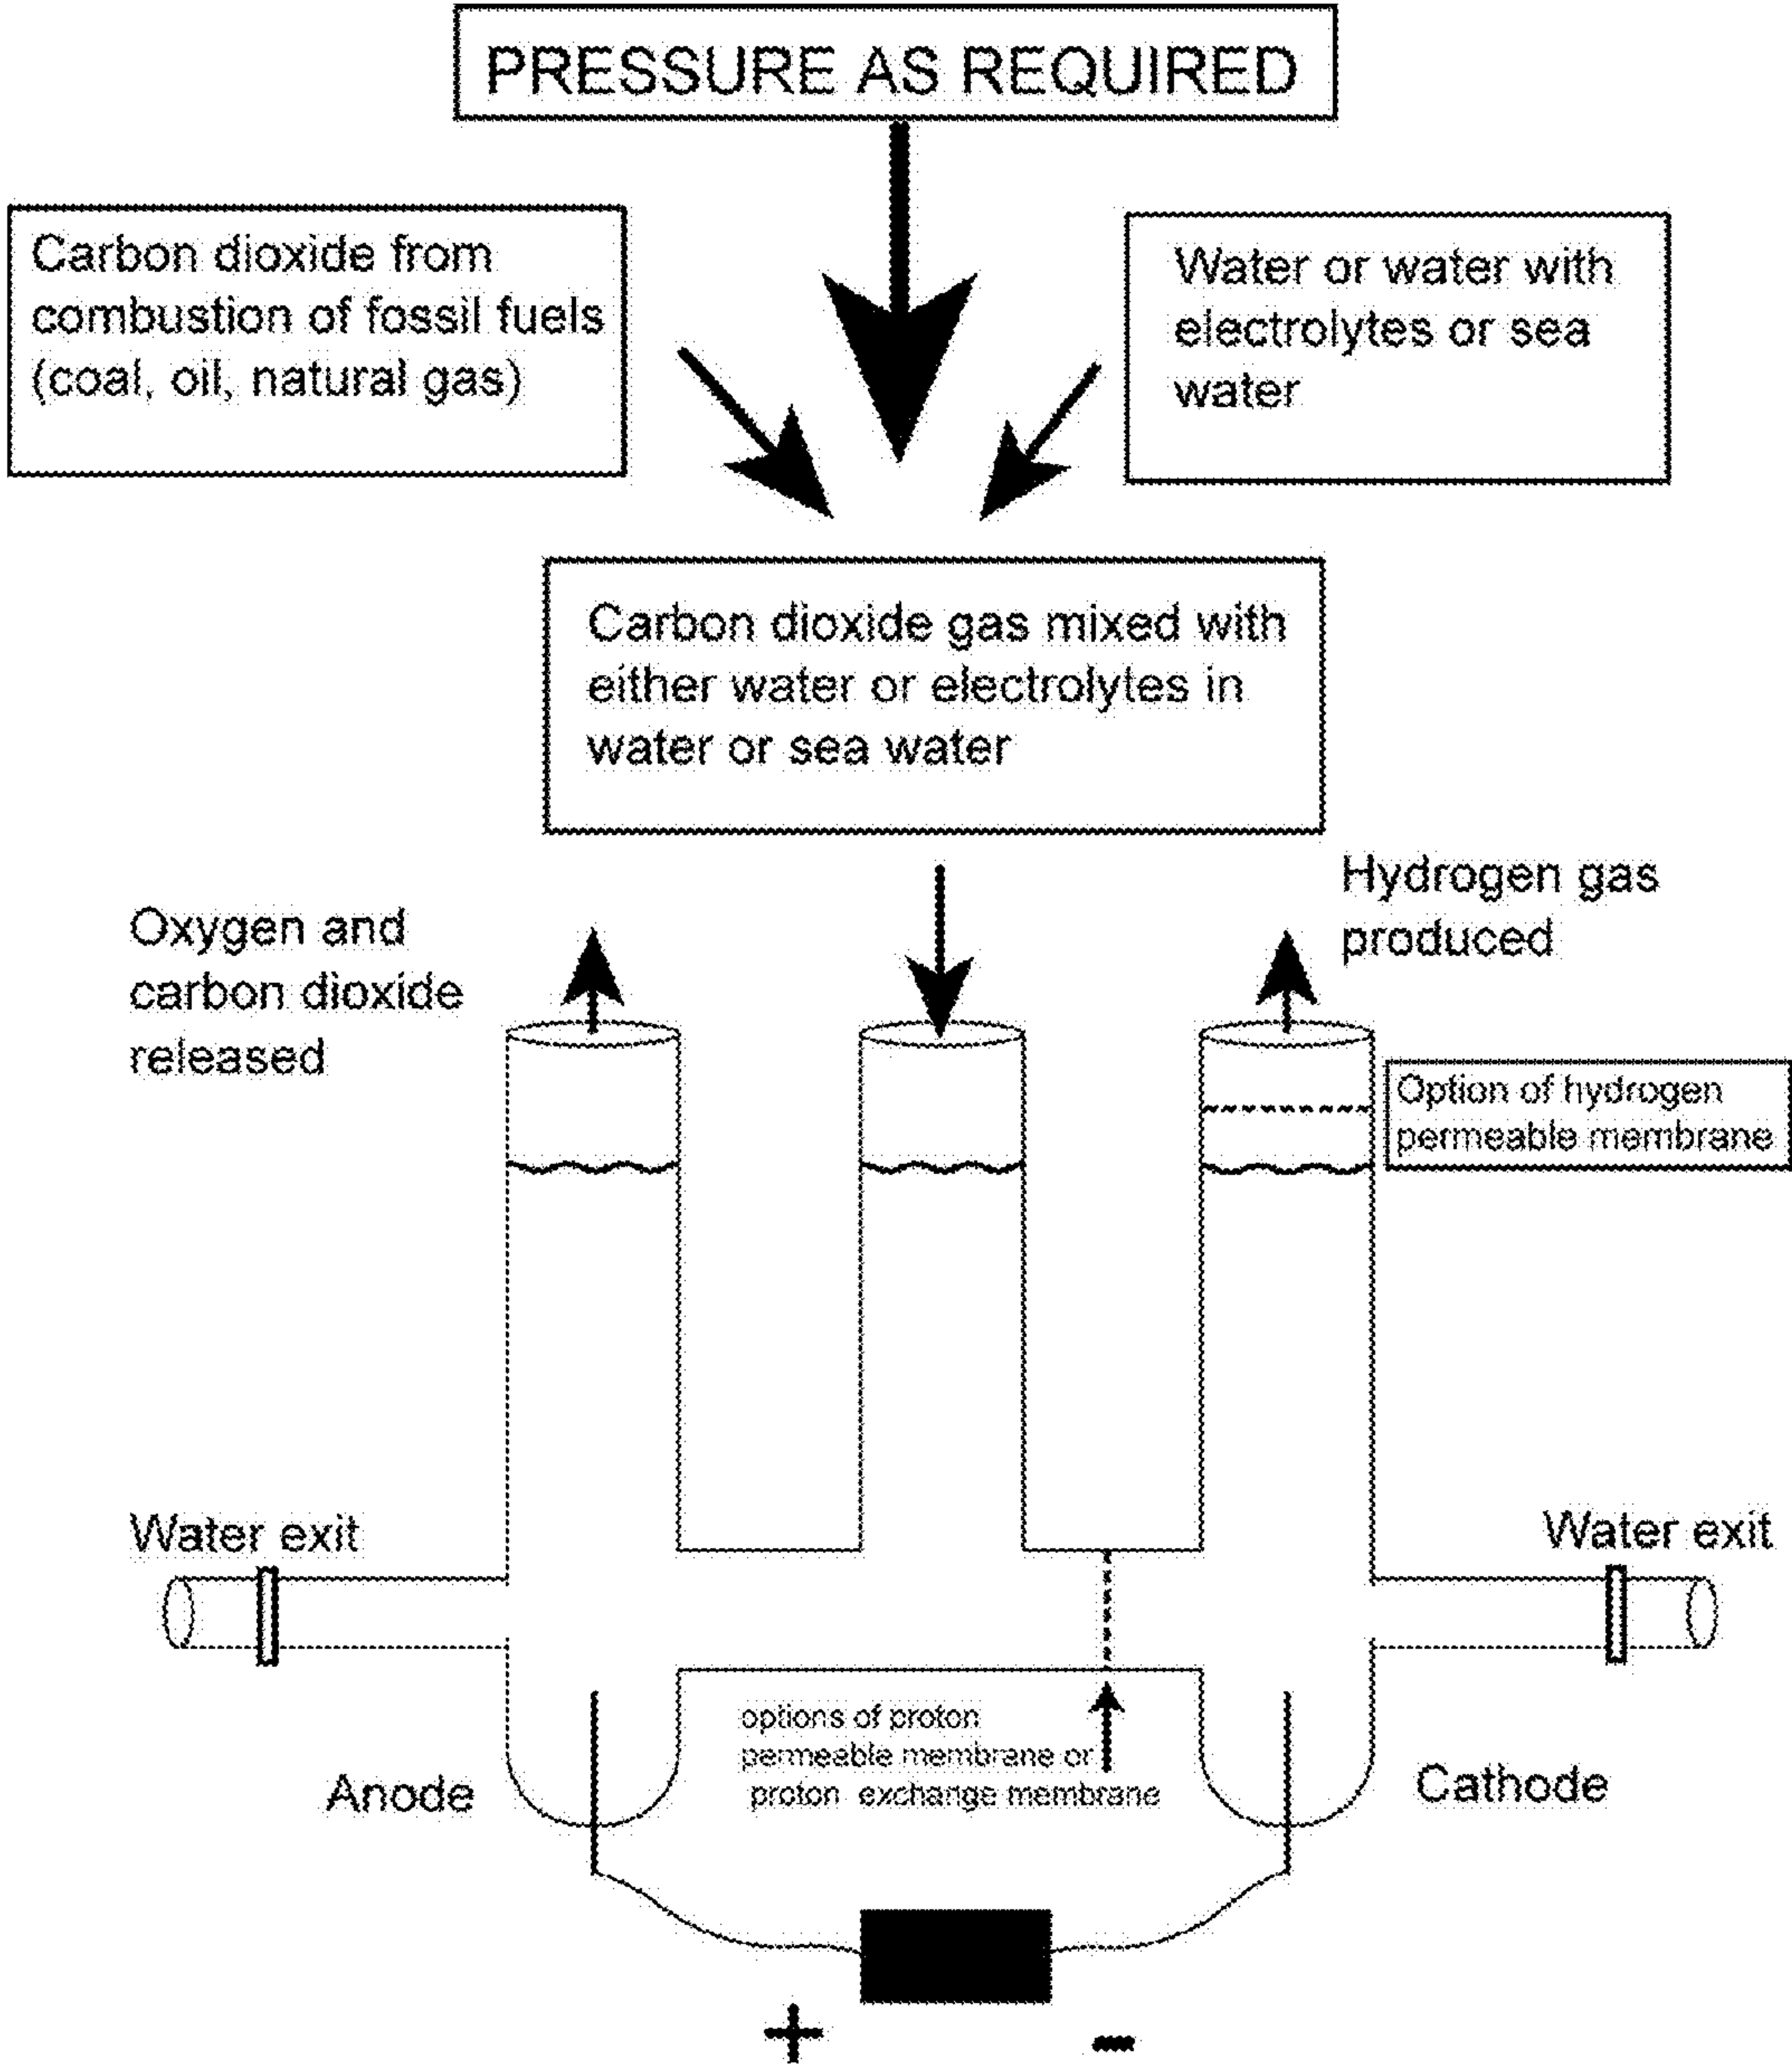 PRESSURE AS REQUIRED
Carbon dioxide from
combustion of fossil fuels
(coal, oil, natural gas)
Water or water with
electrolytes or sea
water
Carbon dioxide gas mixed with
either water or electrolytes in
water or sea water
Oxygen and
carbon dioxide
released
Hydrogen gas
produced
Option of hydrogen
permeable membrane
Water exit
Water exit
options of proton
permeable membrane or
proton exchange membrane
Anode
Cathode
+
-